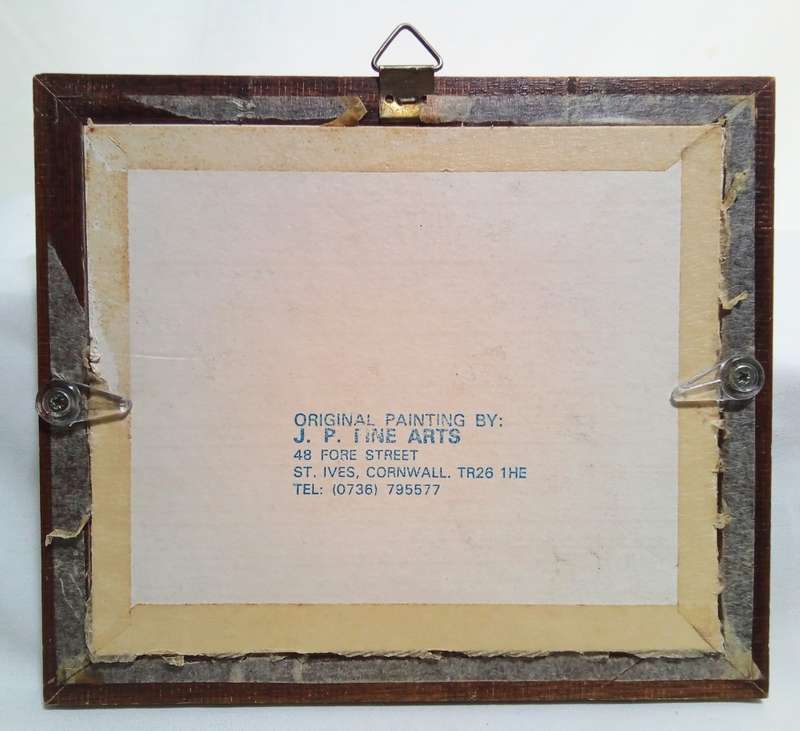 ORIGINAL PAINTING BY:
J. P. FINE ARTS
48 FORE STREET
ST. IVES, CORNWALL. TR26 1HE
TEL: (0736) 795577